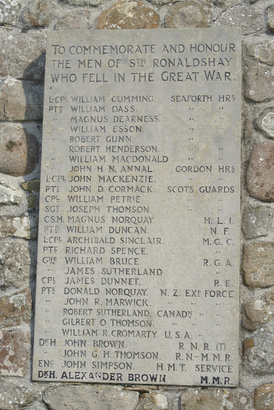 TO COMMEMORATE AND HONOUR
THE MEN OF Sth RONALDSHAY
WHO FELL IN THE GREAT WAR.
L.CPL WILLIAM CUMMING. SEAFORTH HRS
PTE WILLIAM DASS. "
" MAGNUS DEARNESS. "
" WILLIAM ESSON. "
" ROBERT GUNN. "
" ROBERT HENDERSON. "
" WILLIAM MACDONALD "
" JOHN H. N. ANNAL. GORDON HRS
L.CPL JOHN MACKENZIE. "
PTE JOHN D. CORMACK. SCOTS GUARDS
CPL WILLIAM PETRIE. "
SGT JOSEPH THOMSON. "
C.S.M. MAGNUS NORQUAY. H.L.I.
PTE WILLIAM DUNCAN. N.F.
L.CPL ARCHIBALD SINCLAIR. M.G.C.
PTE RICHARD SPENCE. "
GNR WILLIAM BRUCE. R.G.A.
" JAMES SUTHERLAND "
CPL JAMES DUNNET. R.E.
PTE DONALD NORQUAY. N.Z. EXP. FORCE
" JOHN R. MARWICK. "
" ROBERT SUTHERLAND, CANADN "
" GILBERT O. THOMSON. "
" WILLIAM R. CROMARTY. U.S.A.
D.H. JOHN BROWN. R.N.R.
" JOHN G. H. THOMSON. R.N.M.M.R.
ENG JOHN SIMPSON. H.M.T. SERVICE
D.H. ALEXANDER BROWN M.M.R.